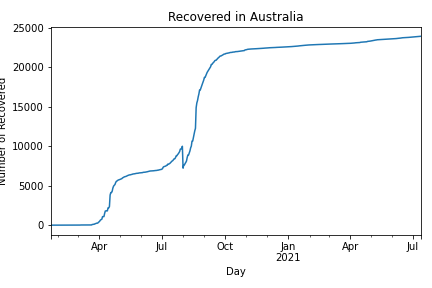 Recovered in Australia
25000
20000
15000
10000
5000
0
Number of Recovered
Apr
Jul
Oct
Jan
2021
Apr
Jul
Day